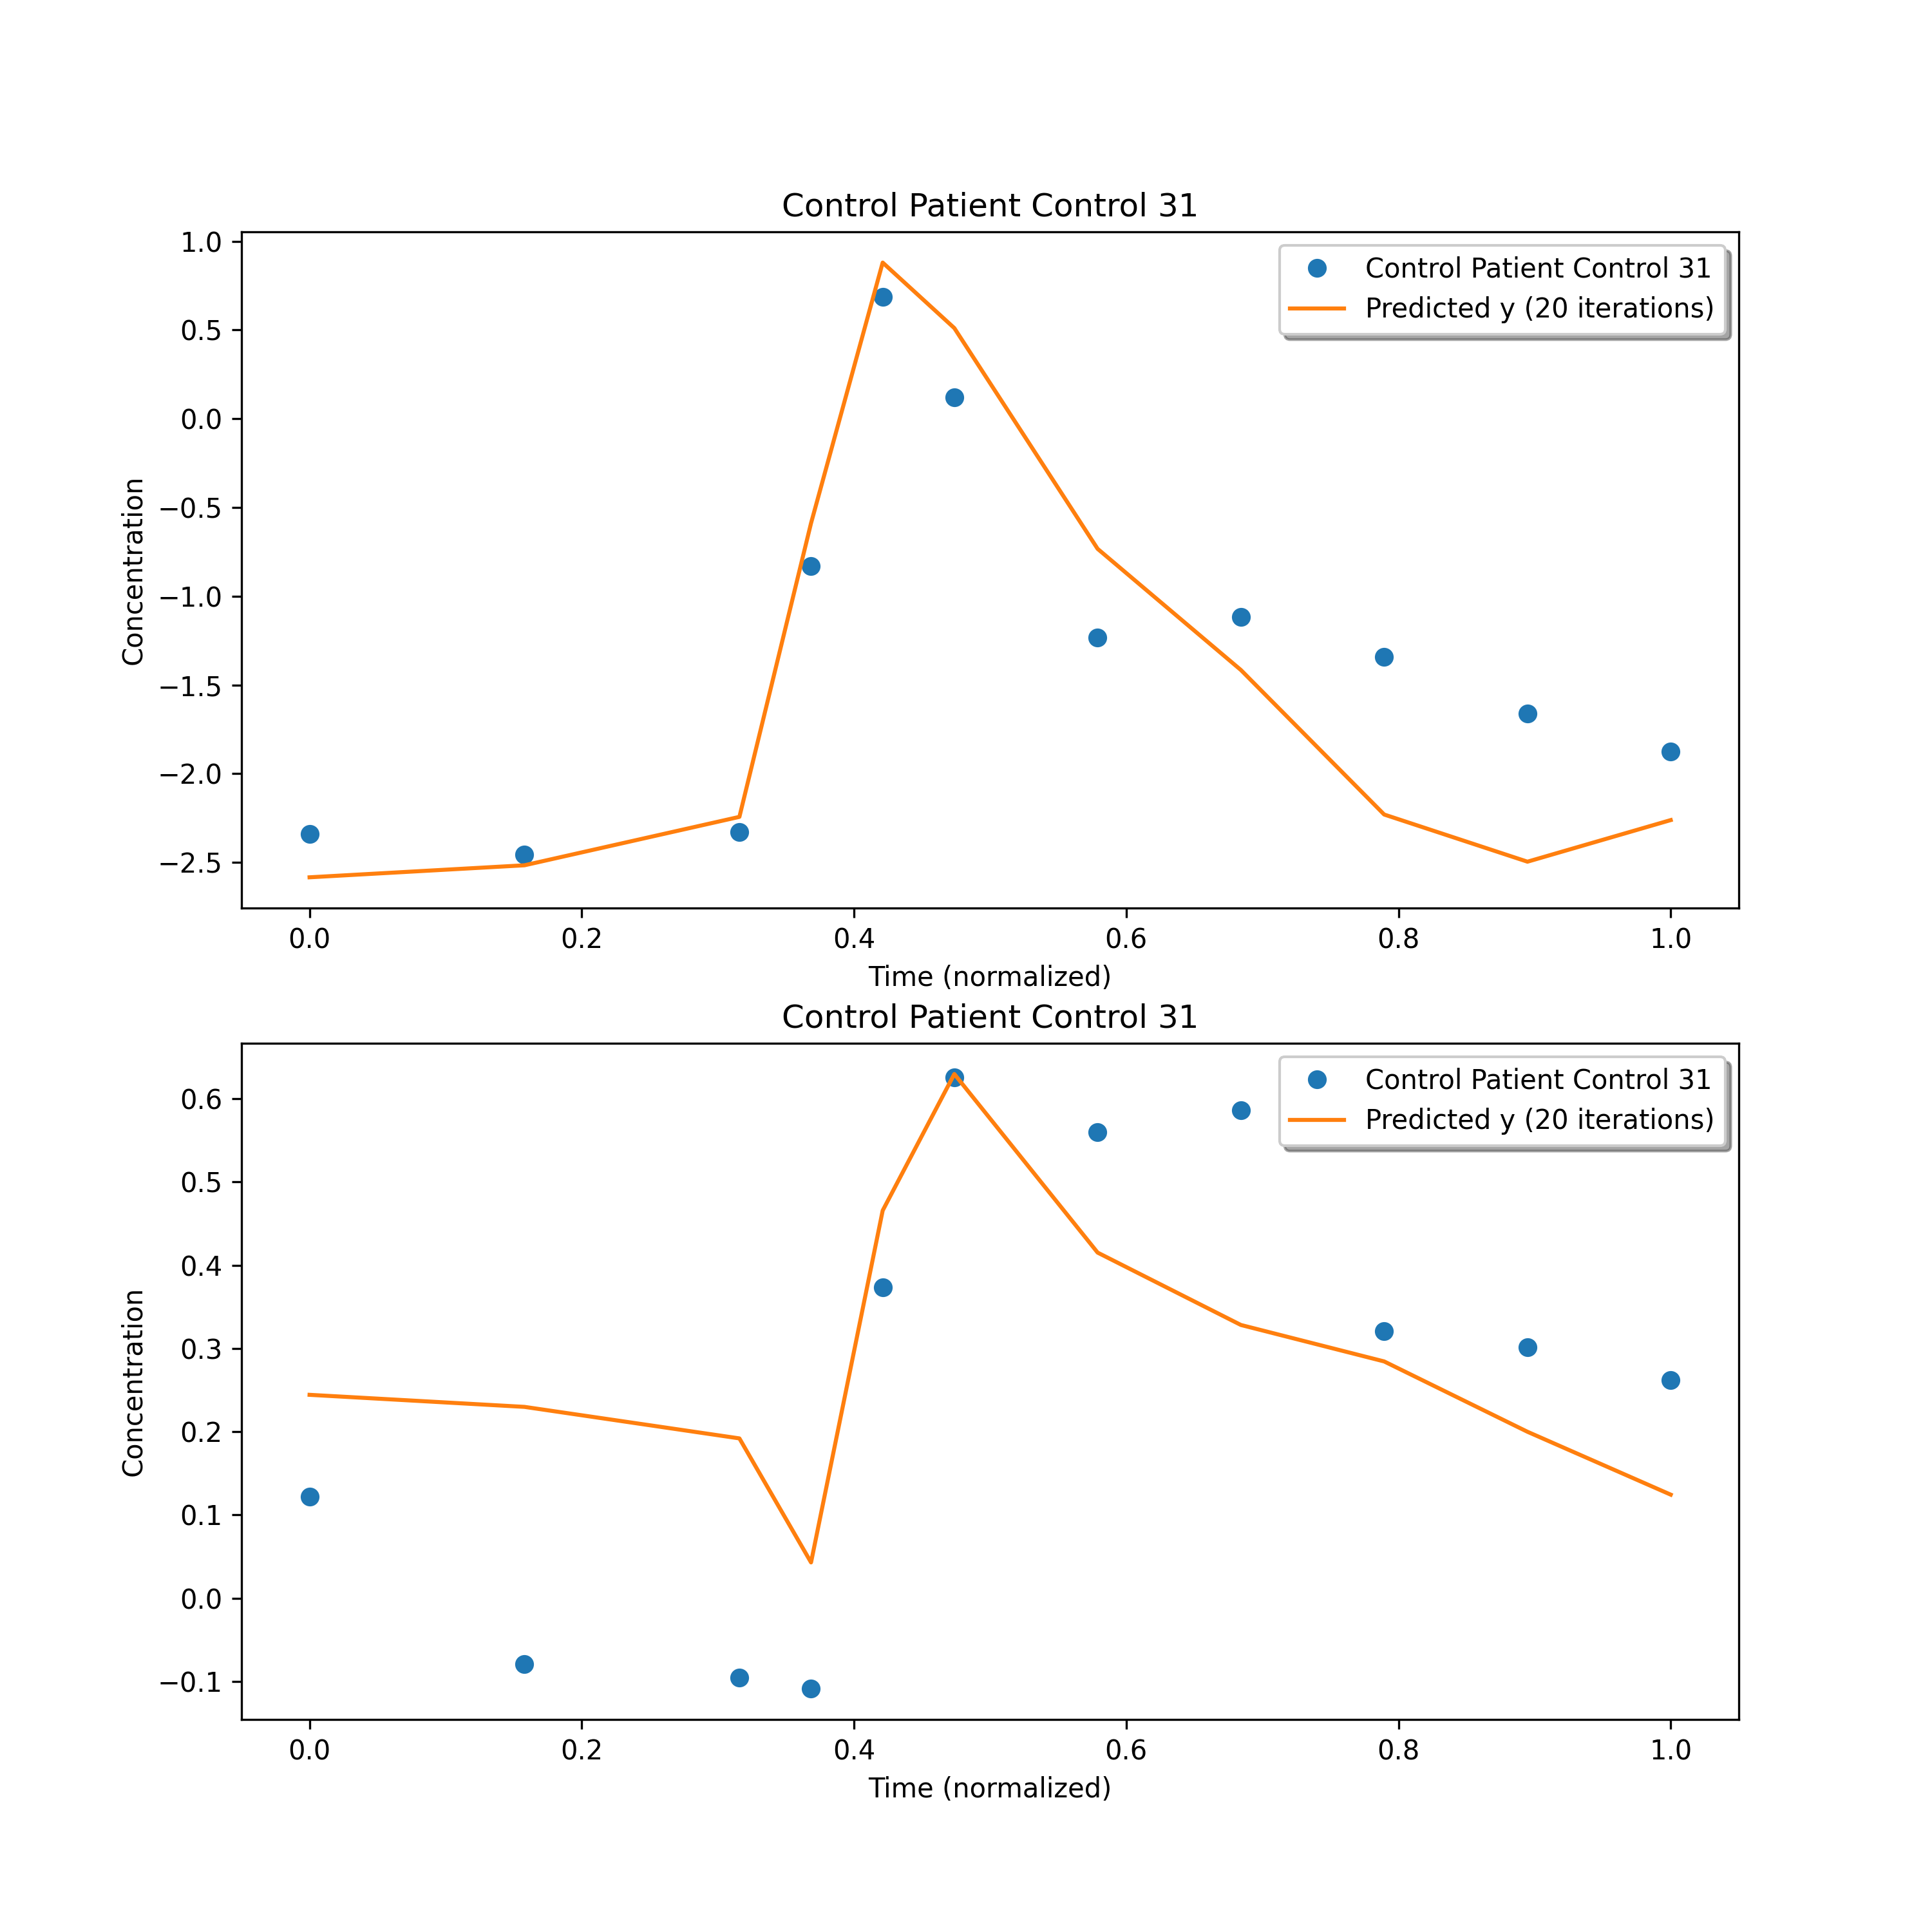 Control Patient Control 31
Control Patient Control 31
Predicted y (20 iterations)
1.0
0.5
0.0
−0.5
−1.0
−1.5
−2.0
−2.5
Concentration
0.0 0.2 0.4 0.6 0.8 1.0
Time (normalized)
Control Patient Control 31
Control Patient Control 31
Predicted y (20 iterations)
0.6
0.5
0.4
0.3
0.2
0.1
0.0
−0.1
Concentration
0.0 0.2 0.4 0.6 0.8 1.0
Time (normalized)